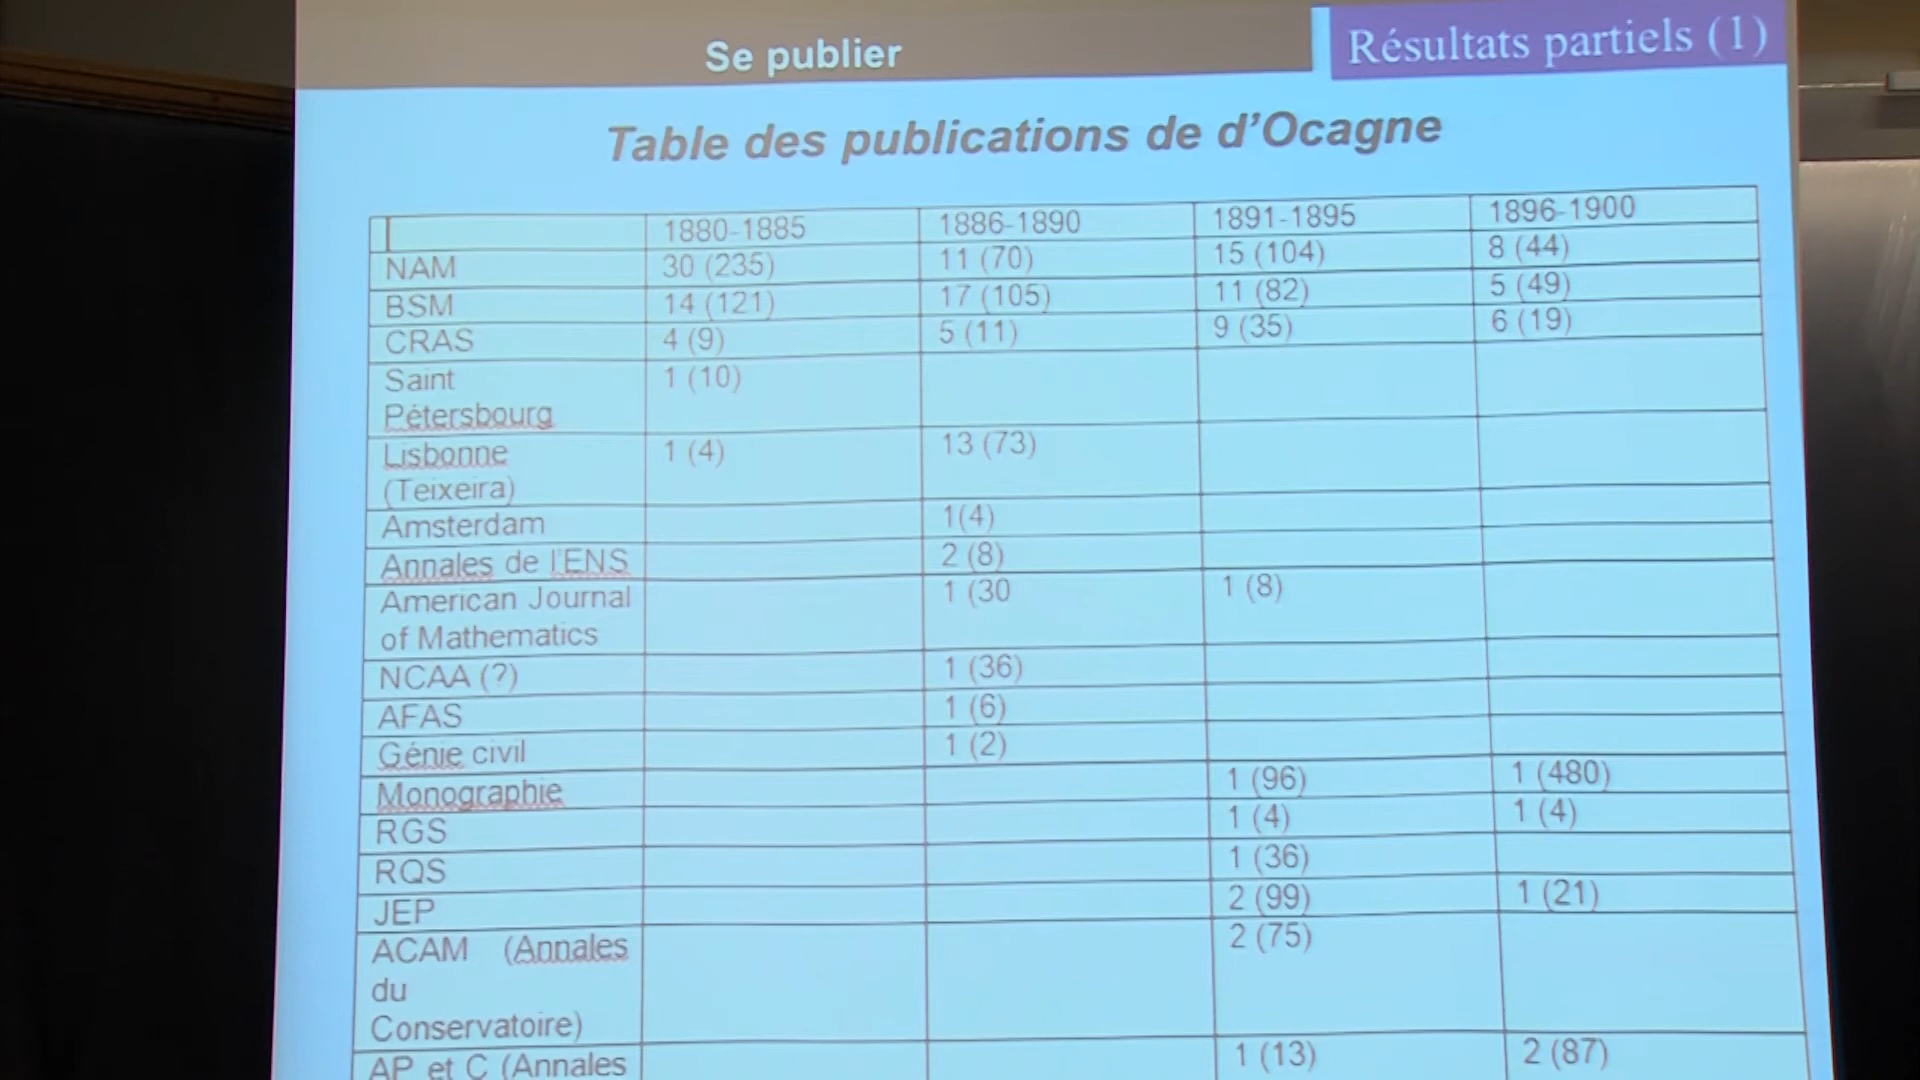 Se publier
Résultats partiels (1)
Table des publications de d'Ocagne
1880-1885 1886-1890 1891-1895 1896-1900
NAM 30 (235) 11 (70) 15 (104) 8 (44)
BSM 14 (121) 17 (105) 11 (82) 5 (49)
CRAS 4 (9) 5 (11) 9 (35) 6 (19)
Saint 1 (10)
Pétersbourg
Lisbonne 1 (4) 13 (73)
(Teixeira)
Amsterdam 1(4)
Annales de l'ENS 2 (8)
American Journal 1 (30 1 (8)
of Mathematics
NCAA (?) 1 (36)
AFAS 1 (6)
Génie civil 1 (2)
Monographie 1 (96) 1 (480)
RGS 1 (4) 1 (4)
RQS 1 (36)
JEP 2 (99) 1 (21)
ACAM (Annales 2 (75)
du
Conservatoire)
AP et C (Annales 1 (13) 2 (87)